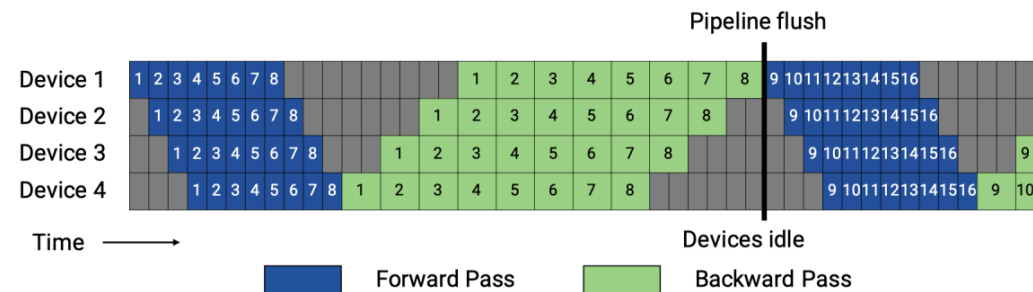 Pipeline flush
Device 1 1 2 3 4 5 6 7 8 1 2 3 4 5 6 7 8 9 10 11 12 13 14 15 16
Device 2 1 2 3 4 5 6 7 8 1 2 3 4 5 6 7 8 9 10 11 12 13 14 15 16
Device 3 1 2 3 4 5 6 7 8 1 2 3 4 5 6 7 8 9 10 11 12 13 14 15 16 9
Device 4 1 2 3 4 5 6 7 8 1 2 3 4 5 6 7 8 9 10 11 12 13 14 15 16 9 10
Time
Devices idle
Forward Pass Backward Pass